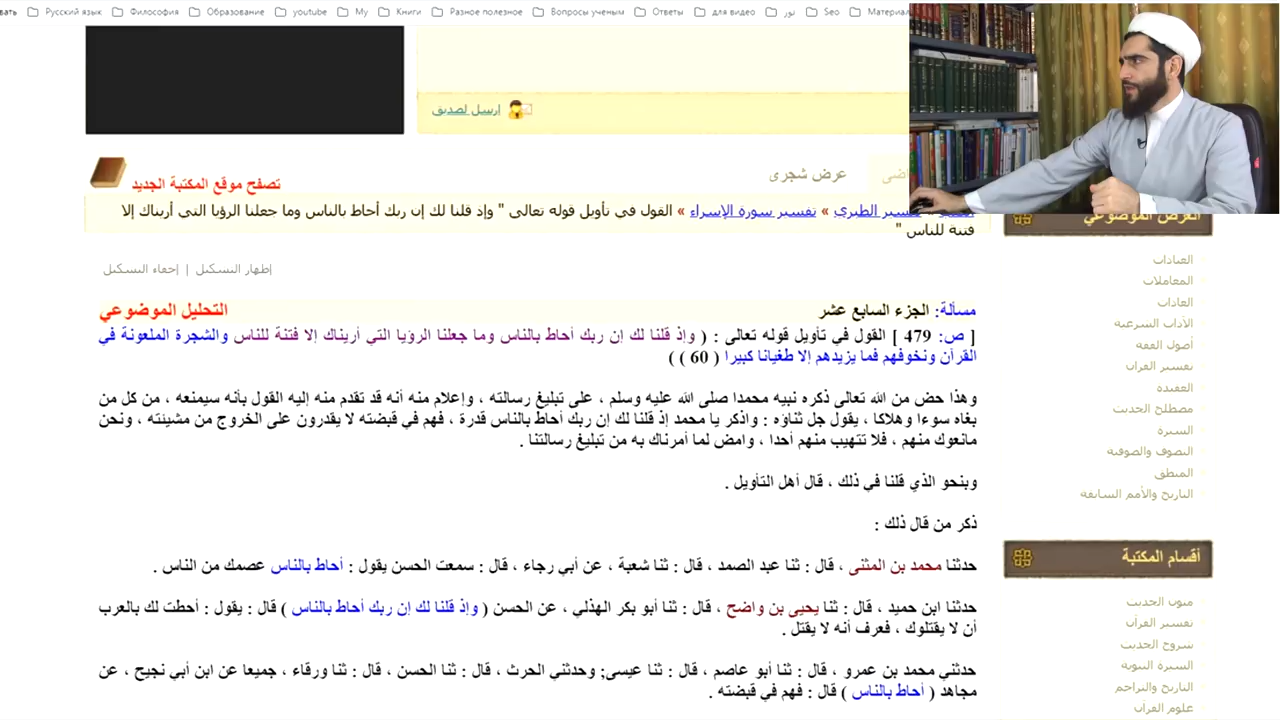 вать Русский язык Философия Образование youtube My Книги Разное полезное Вопросы ученым Ответы для видео نور Seo Материал
ارسل لصديق
عرض شجري
تصفح موقع المكتبة الجديد
تفسير الطبري » تفسير سورة الإسراء » القول في تأويل قوله تعالى " وإذ قلنا لك إن ربك أحاط بالناس وما جعلنا الرؤيا التي أريناك إلا
فتنة للناس "
إظهار التشكيل | إخفاء التشكيل
مسألة: الجزء السابع عشر
التحليل الموضوعي
[ ص: 479 ] القول في تأويل قوله تعالى : ( وإذ قلنا لك إن ربك أحاط بالناس وما جعلنا الرؤيا التي أريناك إلا فتنة للناس والشجرة الملعونة في
القرآن ونخوفهم فما يزيدهم إلا طغيانا كبيرا ( 60 ) )
وهذا حض من الله تعالى ذكره نبيه محمدا صلى الله عليه وسلم ، على تبليغ رسالته ، وإعلام منه أنه قد تقدم منه إليه القول بأنه سيمنعه ، من كل من
بغاه سوءا وهلاكا ، يقول جل ثناؤه : واذكر يا محمد إذ قلنا لك إن ربك أحاط بالناس قدرة ، فهم في قبضته لا يقدرون على الخروج من مشيئته ، ونحن
مانعوك منهم ، فلا تتهيب منهم أحدا ، وامض لما أمرناك به من تبليغ رسالتنا .
وبنحو الذي قلنا في ذلك ، قال أهل التأويل .
ذكر من قال ذلك :
حدثنا محمد بن المثنى ، قال : ثنا عبد الصمد ، قال : ثنا شعبة ، عن أبي رجاء ، قال : سمعت الحسن يقول : أحاط بالناس عصمك من الناس .
حدثنا ابن حميد ، قال : ثنا يحيى بن واضح ، قال : ثنا أبو بكر الهذلي ، عن الحسن ( وإذ قلنا لك إن ربك أحاط بالناس ) قال : يقول : أحطت لك بالعرب
أن لا يقتلوك ، فعرف أنه لا يقتل .
حدثني محمد بن عمرو ، قال : ثنا أبو عاصم ، قال : ثنا عيسى; وحدثني الحرث ، قال : ثنا الحسن ، قال : ثنا ورقاء ، جميعا عن ابن أبي نجيح ، عن
مجاهد ( أحاط بالناس ) قال : فهم في قبضته .
العرض الموضوعي
العبادات
المعاملات
العادات
الآداب الشرعية
أصول الفقه
تفسير القرآن
العقيدة
مصطلح الحديث
السيرة
التصوف والصوفية
المنطق
التاريخ والأمم السابقة
أقسام المكتبة
متون الحديث
تفسير القرآن
شروح الحديث
السيرة النبوية
التاريخ والتراجم
علوم القرآن